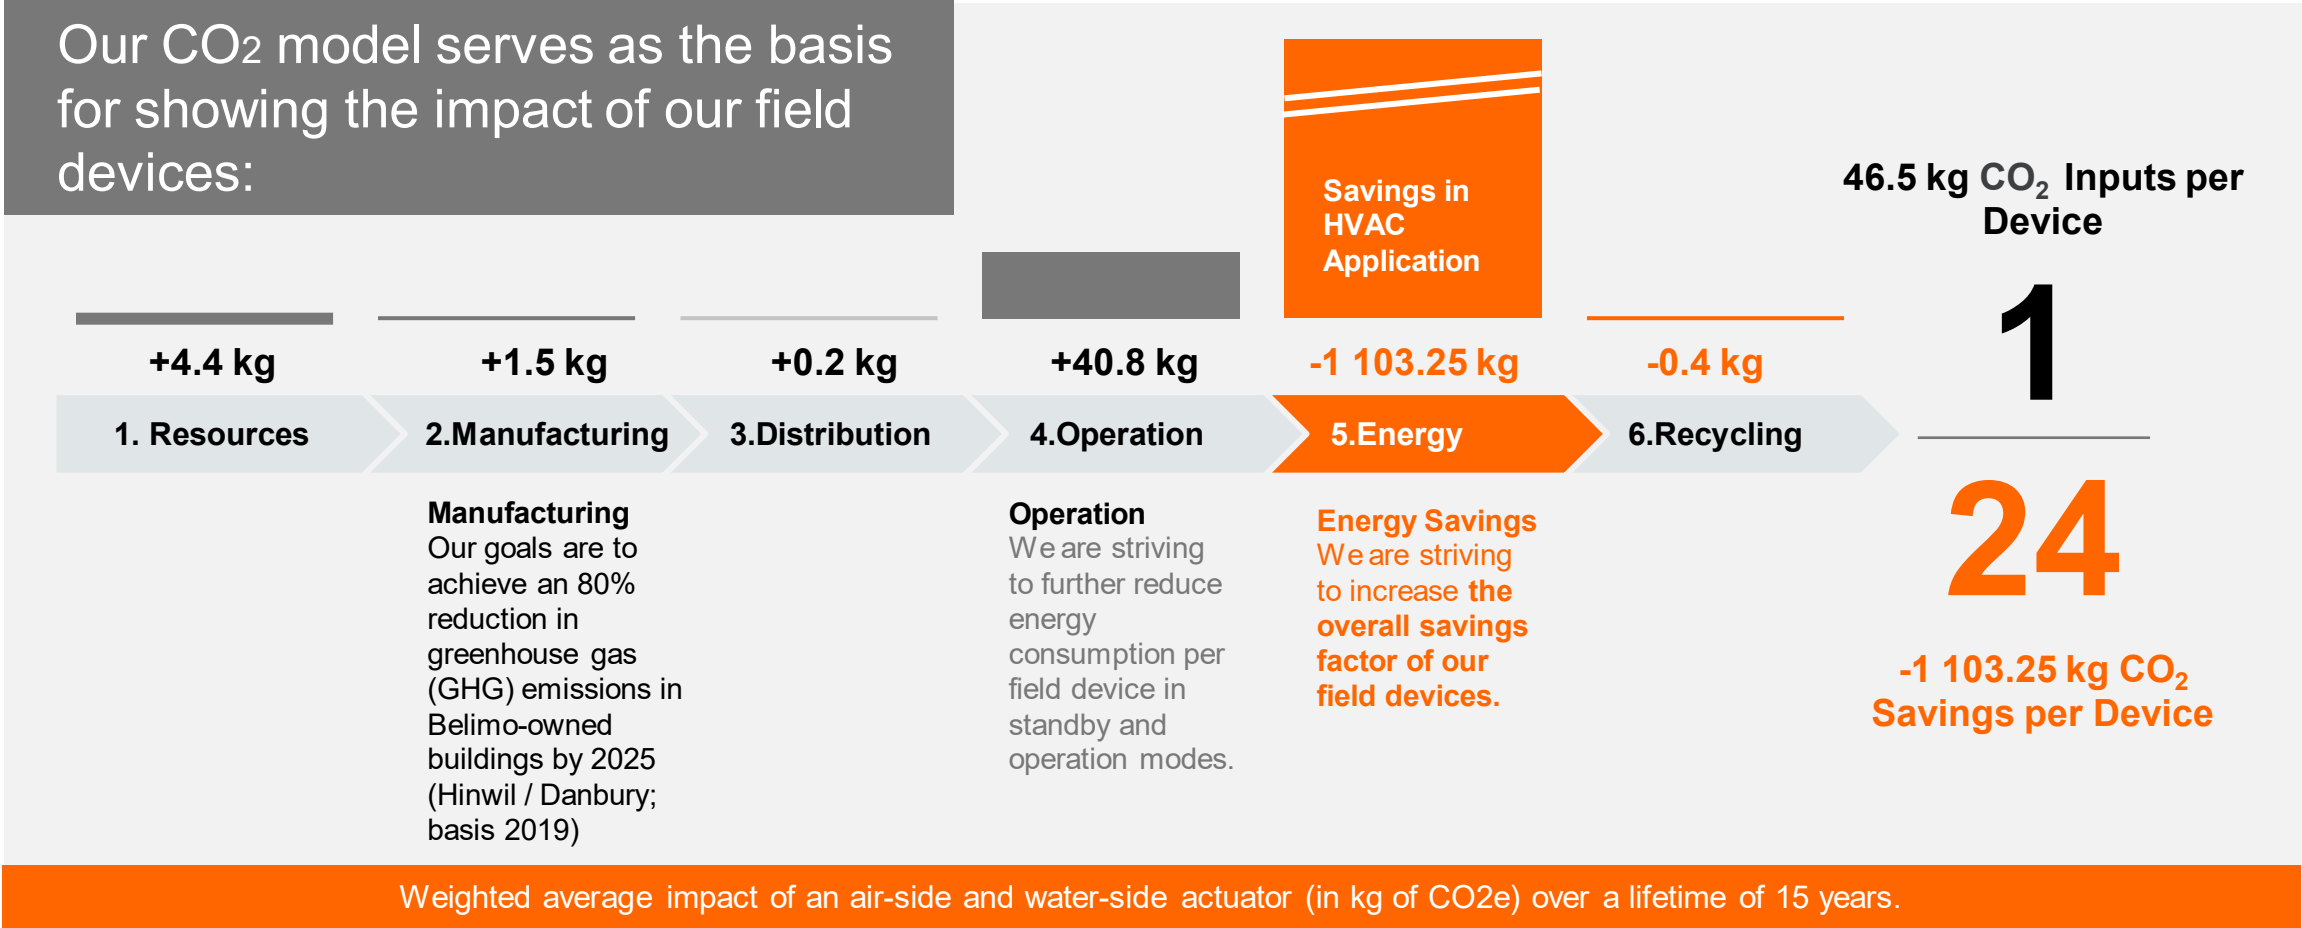 Our CO2 model serves as the basis
for showing the impact of our field
devices:
Savings in
HVAC
Application
+4.4 kg
+1.5 kg
+0.2 kg
+40.8 kg
-1 103.25 kg
-0.4 kg
1. Resources
2.Manufacturing
3.Distribution
4.Operation
5.Energy
6.Recycling
Manufacturing
Our goals are to
achieve an 80%
reduction in
greenhouse gas
(GHG) emissions in
Belimo-owned
buildings by 2025
(Hinwil / Danbury;
basis 2019)
Operation
We are striving
to further reduce
energy
consumption per
field device in
standby and
operation modes.
Energy Savings
We are striving
to increase the
overall savings
factor of our
field devices.
46.5 kg CO₂ Inputs per
Device
1
24
-1 103.25 kg CO₂
Savings per Device
Weighted average impact of an air-side and water-side actuator (in kg of CO2e) over a lifetime of 15 years.